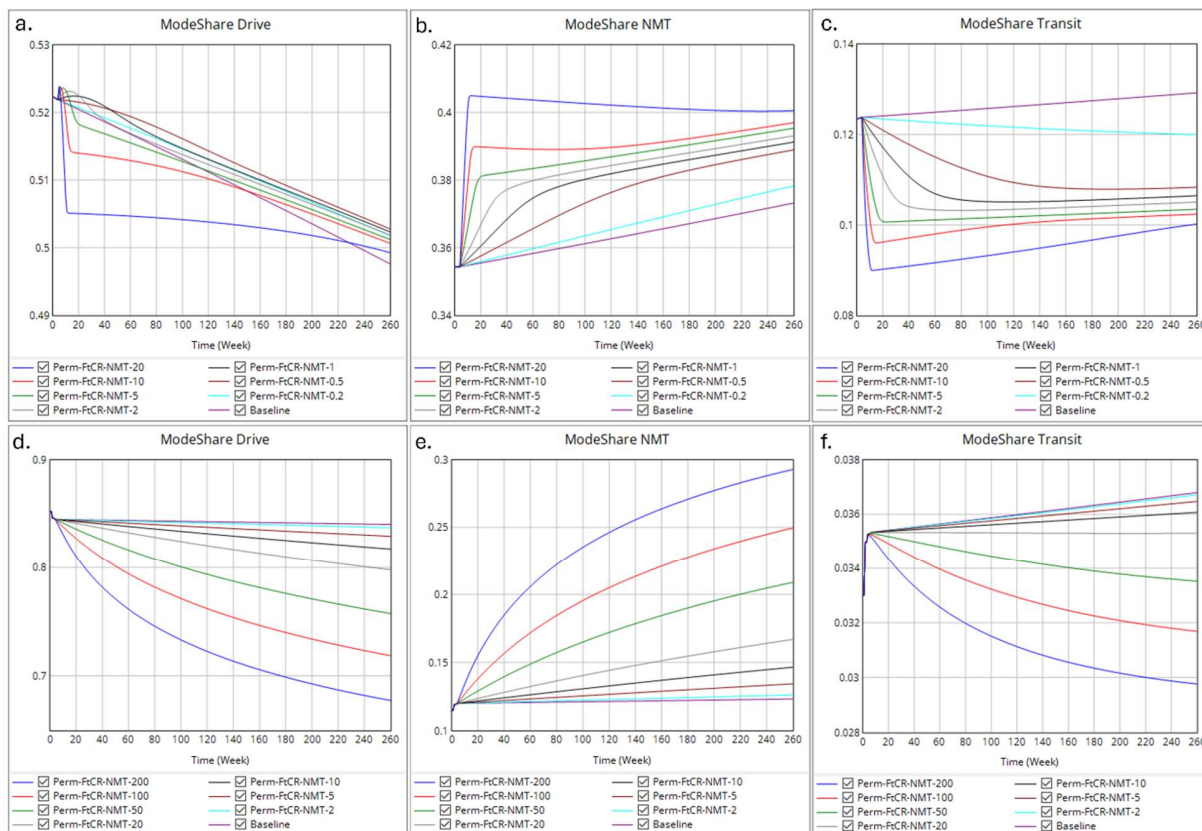 a.
ModeShare Drive
0.53
0.52
0.51
0.5
0.49
0 20 40 60 80 100 120 140 160 180 200 220 240 260
Time (Week)
Perm-FtCR-NMT-20 Perm-FtCR-NMT-1
Perm-FtCR-NMT-10 Perm-FtCR-NMT-0.5
Perm-FtCR-NMT-5 Perm-FtCR-NMT-0.2
Perm-FtCR-NMT-2 Baseline
b.
ModeShare NMT
0.42
0.4
0.38
0.36
0.34
0 20 40 60 80 100 120 140 160 180 200 220 240 260
Time (Week)
Perm-FtCR-NMT-20 Perm-FtCR-NMT-1
Perm-FtCR-NMT-10 Perm-FtCR-NMT-0.5
Perm-FtCR-NMT-5 Perm-FtCR-NMT-0.2
Perm-FtCR-NMT-2 Baseline
c.
ModeShare Transit
0.14
0.12
0.1
0.08
0 20 40 60 80 100 120 140 160 180 200 220 240 260
Time (Week)
Perm-FtCR-NMT-20 Perm-FtCR-NMT-1
Perm-FtCR-NMT-10 Perm-FtCR-NMT-0.5
Perm-FtCR-NMT-5 Perm-FtCR-NMT-0.2
Perm-FtCR-NMT-2 Baseline
d.
ModeShare Drive
0.9
0.8
0.7
0 20 40 60 80 100 120 140 160 180 200 220 240 260
Time (Week)
Perm-FtCR-NMT-200 Perm-FtCR-NMT-10
Perm-FtCR-NMT-100 Perm-FtCR-NMT-5
Perm-FtCR-NMT-50 Perm-FtCR-NMT-2
Perm-FtCR-NMT-20 Baseline
e.
ModeShare NMT
0.3
0.25
0.2
0.15
0.1
0 20 40 60 80 100 120 140 160 180 200 220 240 260
Time (Week)
Perm-FtCR-NMT-200 Perm-FtCR-NMT-10
Perm-FtCR-NMT-100 Perm-FtCR-NMT-5
Perm-FtCR-NMT-50 Perm-FtCR-NMT-2
Perm-FtCR-NMT-20 Baseline
f.
ModeShare Transit
0.038
0.036
0.034
0.032
0.03
0.028
0 20 40 60 80 100 120 140 160 180 200 220 240 260
Time (Week)
Perm-FtCR-NMT-200 Perm-FtCR-NMT-10
Perm-FtCR-NMT-100 Perm-FtCR-NMT-5
Perm-FtCR-NMT-50 Perm-FtCR-NMT-2
Perm-FtCR-NMT-20 Baseline